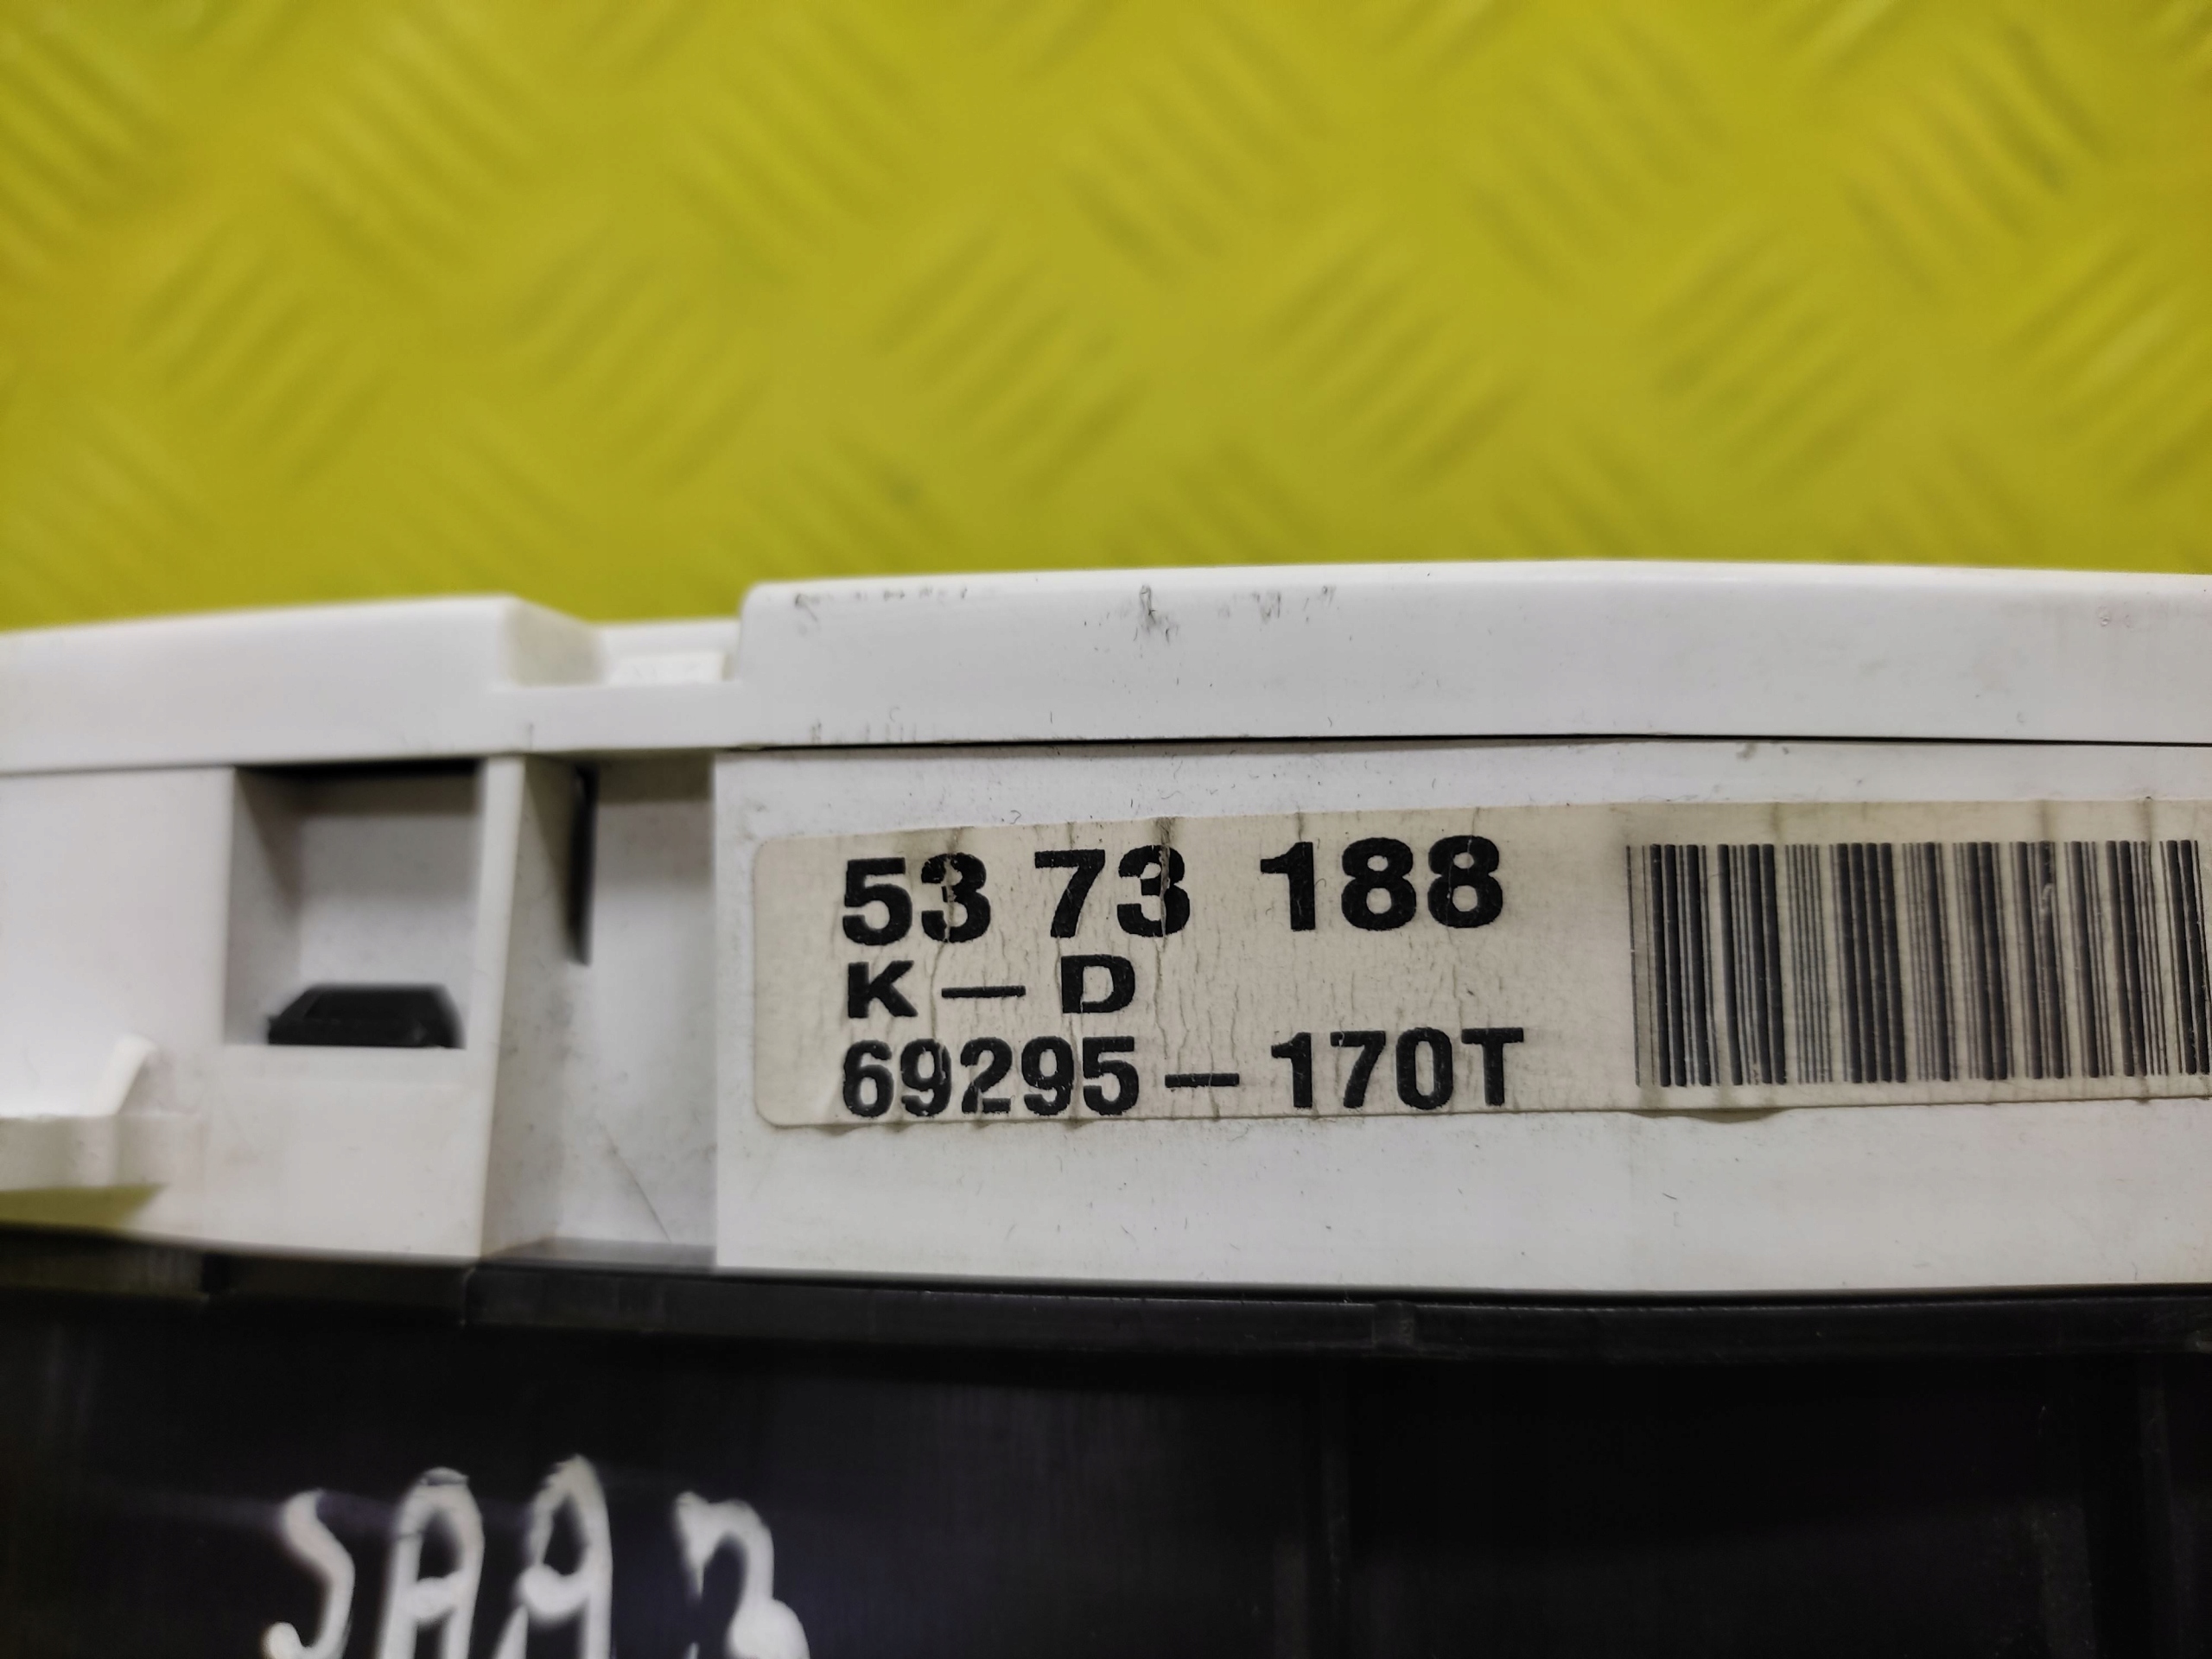 53 73 188
K — D
69295 — 170T
SAAB